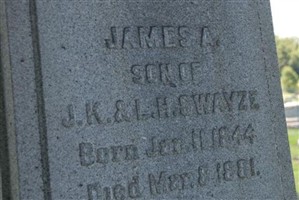 JAMES A.
SON OF
J.K. & L.H. SWAYZE
Born Jan. 11, 1844
Died Mar. 8, 1881.